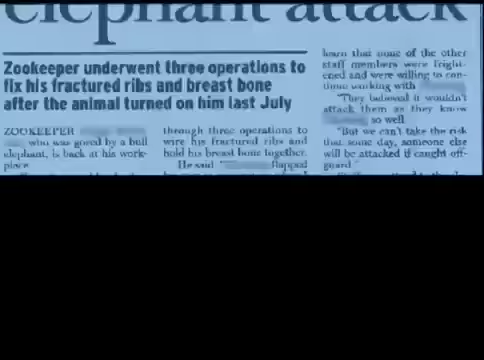 elephant attack
Zookeeper underwent three operations to
fix his fractured ribs and breast bone
after the animal turned on him last July
ZOOKEEPER
who was gored by a bull
elephant, is back at his work-
place.
through three operations to
wire his fractured ribs and
hold his breast bone together.
He said flapped
learn that none of the other
staff members were fright-
ened and were willing to con-
tinue working with
"They believed it wouldn't
attack them as they know
so well.
"But we can't take the risk
that some day, someone else
will be attacked if caught off-
guard."